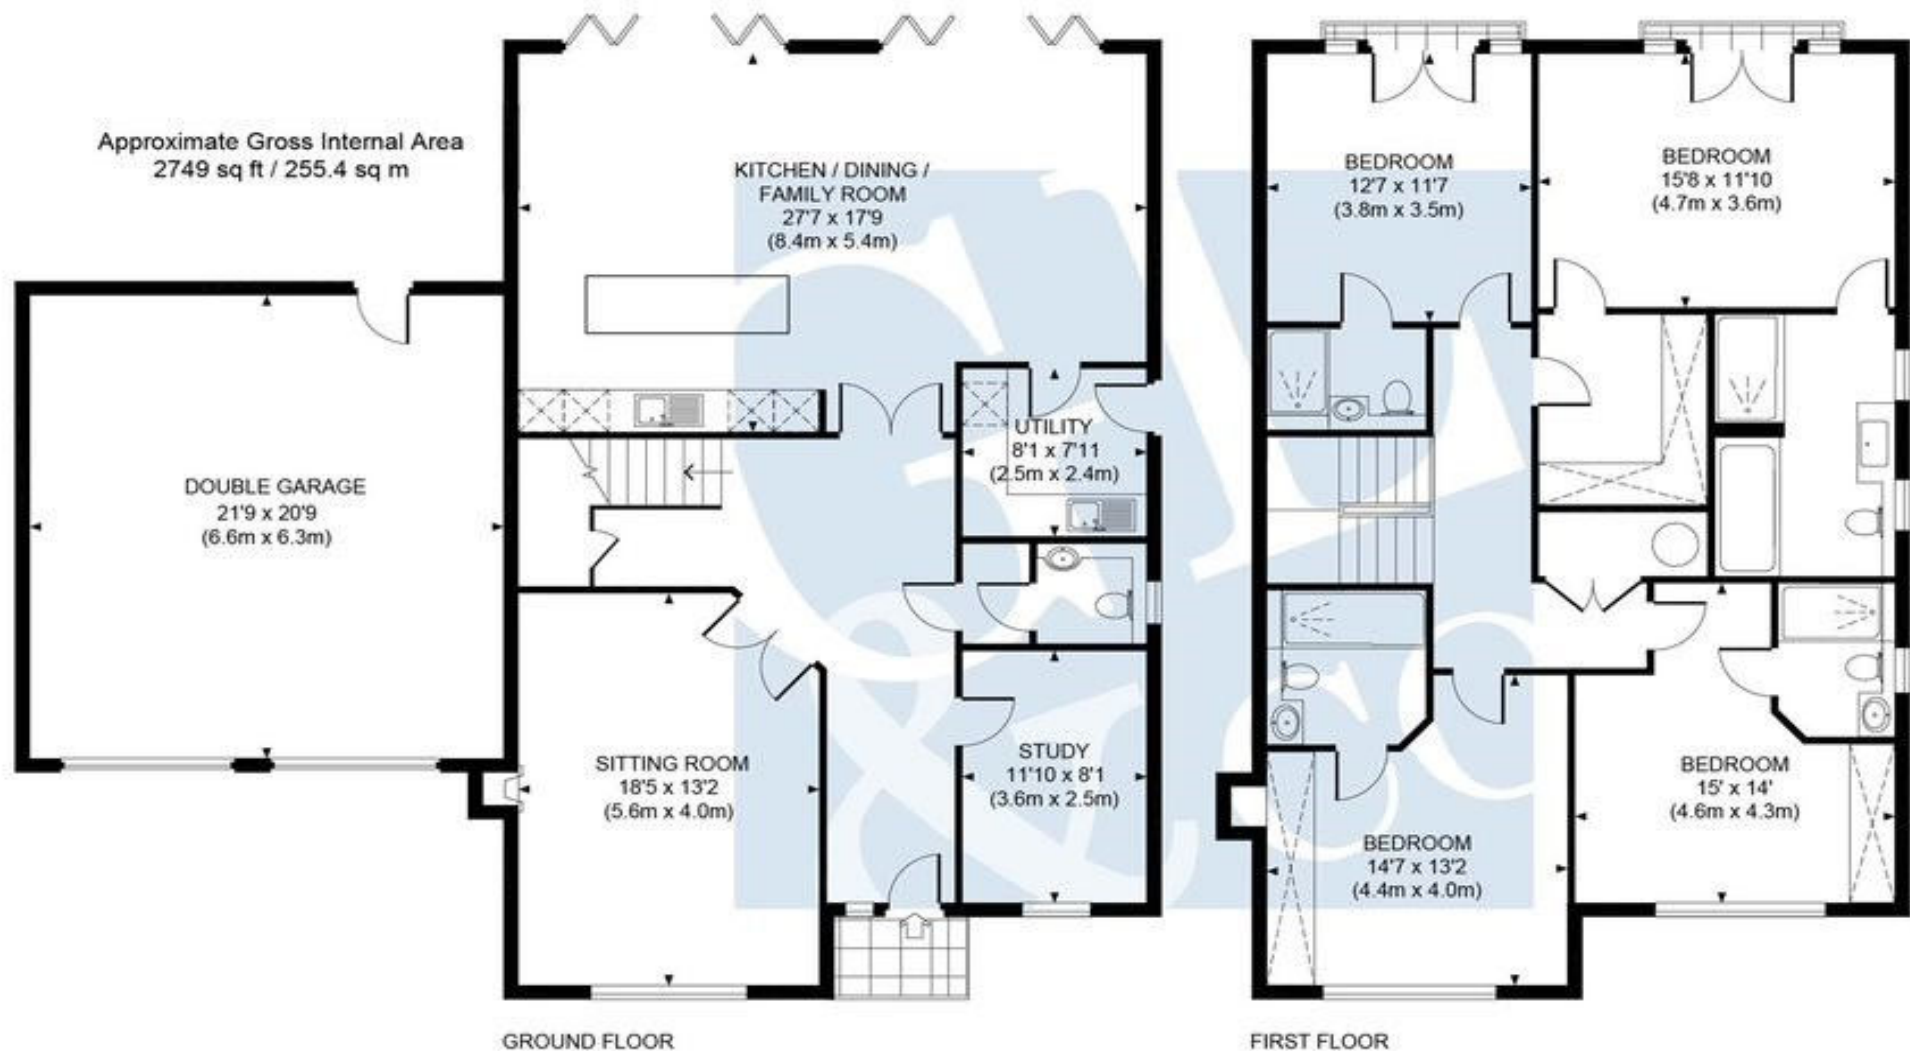 Approximate Gross Internal Area
2749 sq ft / 255.4 sq m
KITCHEN / DINING /
FAMILY ROOM
27'7 x 17'9
(8.4m x 5.4m)
DOUBLE GARAGE
21'9 x 20'9
(6.6m x 6.3m)
UTILITY
8'1 x 7'11
(2.5m x 2.4m)
SITTING ROOM
18'5 x 13'2
(5.6m x 4.0m)
STUDY
11'10 x 8'1
(3.6m x 2.5m)
GROUND FLOOR
BEDROOM
12'7 x 11'7
(3.8m x 3.5m)
BEDROOM
15'8 x 11'10
(4.7m x 3.6m)
BEDROOM
14'7 x 13'2
(4.4m x 4.0m)
BEDROOM
15' x 14'
(4.6m x 4.3m)
FIRST FLOOR